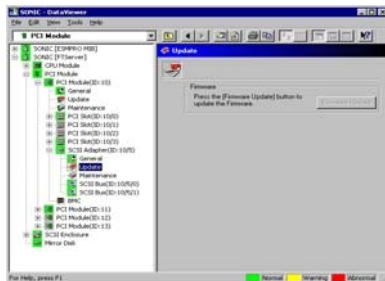 SONIC - DataViewer
File Edit View Tools Help
PCI Module
SONIC [ESMPRO MIB]
SONIC [FTServer]
CPU Module
PCI Module
PCI Module(ID:10)
General
Update
Maintenance
PCI Slot(ID:10/0)
PCI Slot(ID:10/1)
PCI Slot(ID:10/2)
PCI Slot(ID:10/3)
SCSI Adapter(ID:10/5)
General
Update
Maintenance
SCSI Bus(ID:10/5/0)
SCSI Bus(ID:10/5/1)
BMC
PCI Module(ID:11)
PCI Module(ID:12)
PCI Module(ID:13)
SCSI Enclosure
Mirror Disk
Update
Firmware
Press the [Firmware Update] button to
update the Firmware.
Firmware Update
For Help, press F1
Normal Warning Abnormal